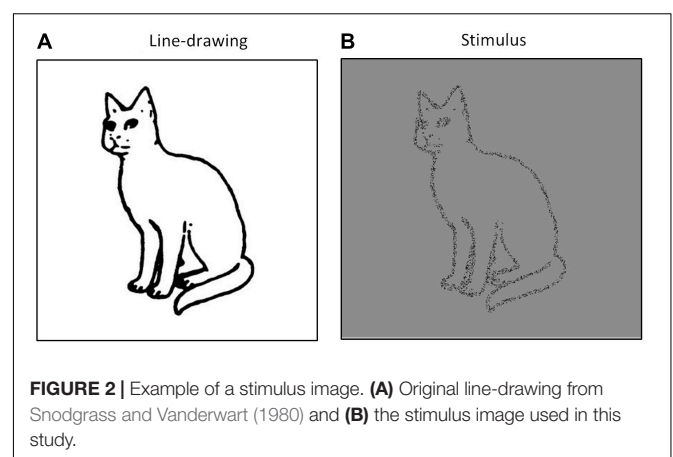 A Line-drawing B Stimulus
FIGURE 2 | Example of a stimulus image. (A) Original line-drawing from
Snodgrass and Vanderwart (1980) and (B) the stimulus image used in this
study.